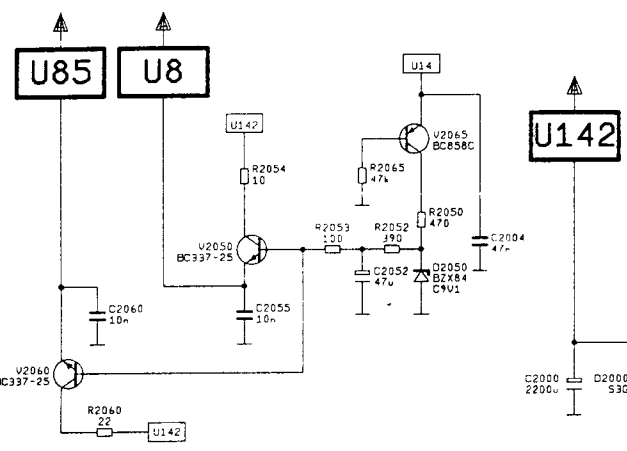 U85
U8
U14
U142
U142
V2065
BC858C
R2054
10
R2065
47k
R2053
100
R2052
390
R2050
470
V2050
BC337-25
C2004
47n
C2052
47u
D2050
BZX84
C9V1
C2060
10n
C2055
10n
V2060
BC337-25
C2000
2200u
D2000
S3G
R2060
22
U142